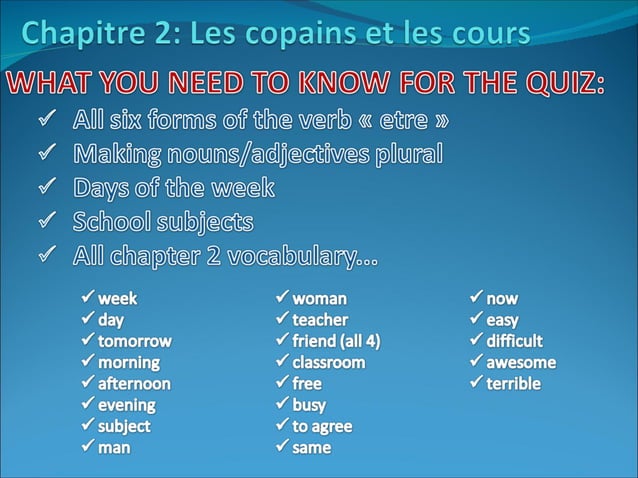 Chapitre 2: Les copains et les cours
WHAT YOU NEED TO KNOW FOR THE QUIZ:
✓ All six forms of the verb « etre »
✓ Making nouns/adjectives plural
✓ Days of the week
✓ School subjects
✓ All chapter 2 vocabulary...
✓ week
✓ day
✓ tomorrow
✓ morning
✓ afternoon
✓ evening
✓ subject
✓ man
✓ woman
✓ teacher
✓ friend (all 4)
✓ classroom
✓ free
✓ busy
✓ to agree
✓ same
✓ now
✓ easy
✓ difficult
✓ awesome
✓ terrible